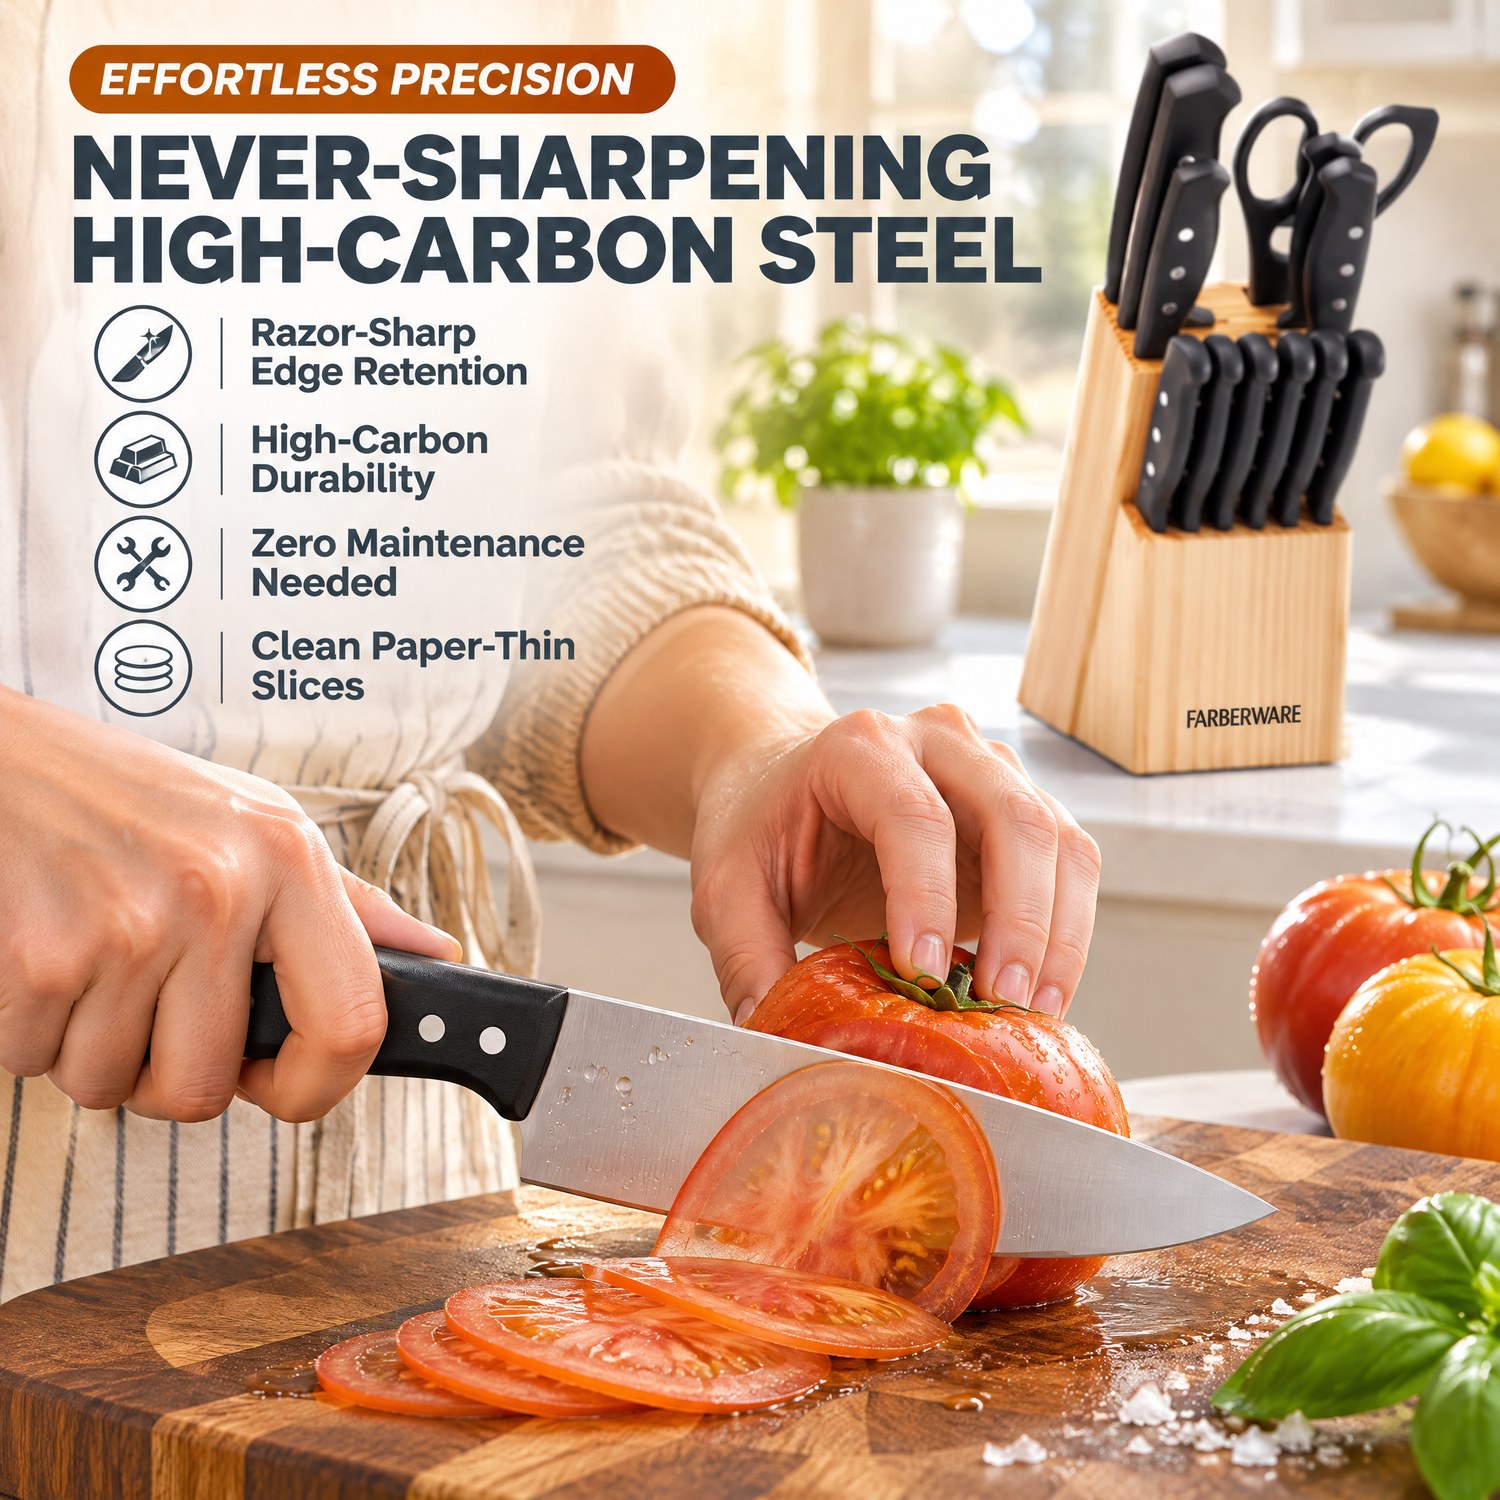 EFFORTLESS PRECISION
NEVER-SHARPENING
HIGH-CARBON STEEL
Razor-Sharp
Edge Retention
High-Carbon
Durability
Zero Maintenance
Needed
Clean Paper-Thin
Slices
FARBERWARE